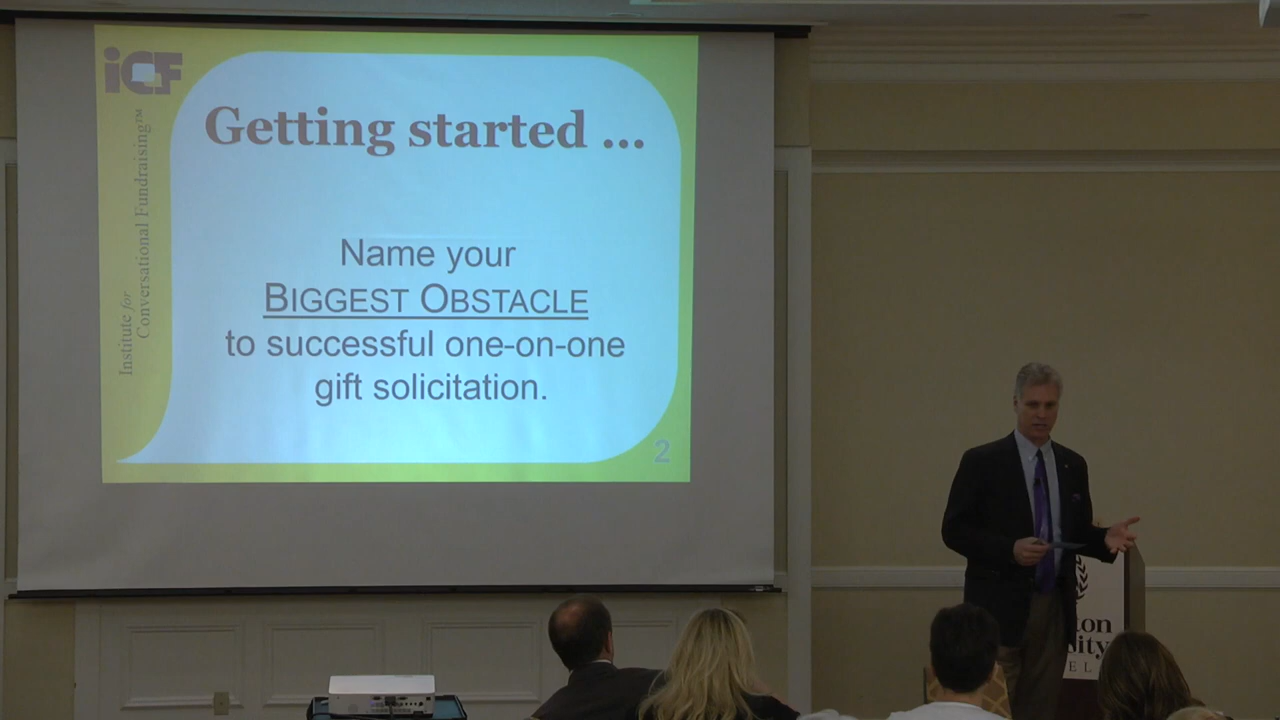 iCF
Institute for
Conversational Fundraising™
Getting started ...
Name your
BIGGEST OBSTACLE
to successful one-on-one
gift solicitation.
2